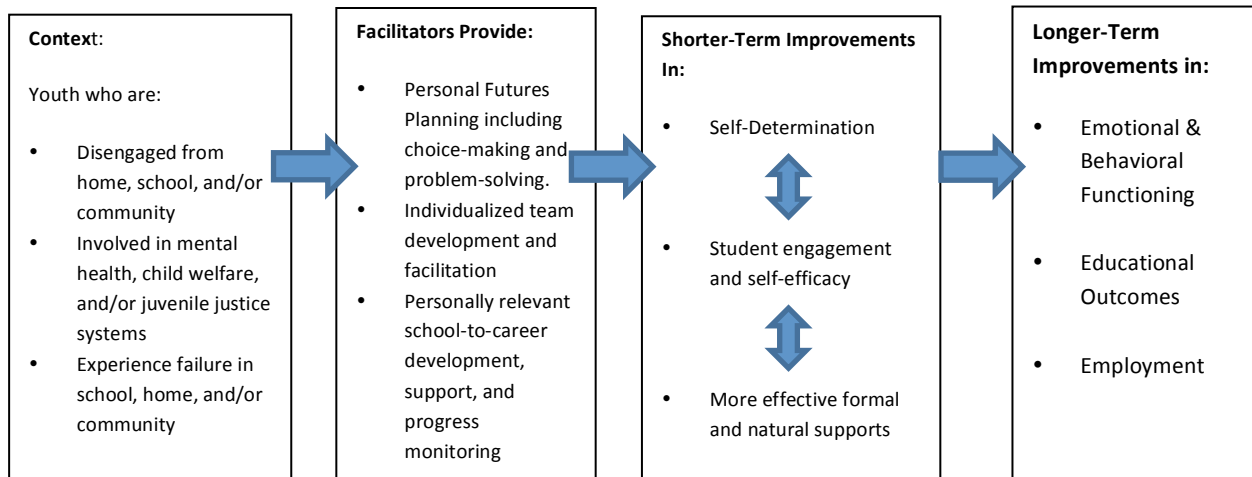 Context:
Youth who are:
• Disengaged from
home, school, and/or
community
• Involved in mental
health, child welfare,
and/or juvenile justice
systems
• Experience failure in
school, home, and/or
community
Facilitators Provide:
• Personal Futures
Planning including
choice-making and
problem-solving.
• Individualized team
development and
facilitation
• Personally relevant
school-to-career
development,
support, and
progress
monitoring
Shorter-Term Improvements
In:
• Self-Determination
• Student engagement
and self-efficacy
• More effective formal
and natural supports
Longer-Term
Improvements in:
• Emotional &
Behavioral
Functioning
• Educational
Outcomes
• Employment